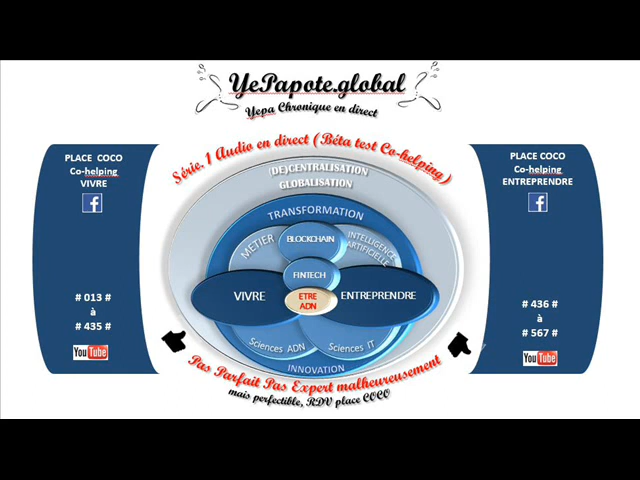 YePapote.global
Yepa Chronique en direct
Série, 1 Audio en direct (Béta test Co-helping)
PLACE COCO
Co-helping
VIVRE
# 013 #
à
# 435 #
YouTube
(DE)CENTRALISATION
GLOBALISATION
TRANSFORMATION
METIER
BLOCKCHAIN
INTELLIGENCE
ARTIFICIELLE
FINTECH
VIVRE
ETRE
ADN
ENTREPRENDRE
Sciences ADN
Sciences IT
INNOVATION
PLACE COCO
Co-helping
ENTREPRENDRE
# 436 #
à
# 567 #
YouTube
Pas Parfait Pas Expert malheureusement
mais perfectible, RDV place COCO